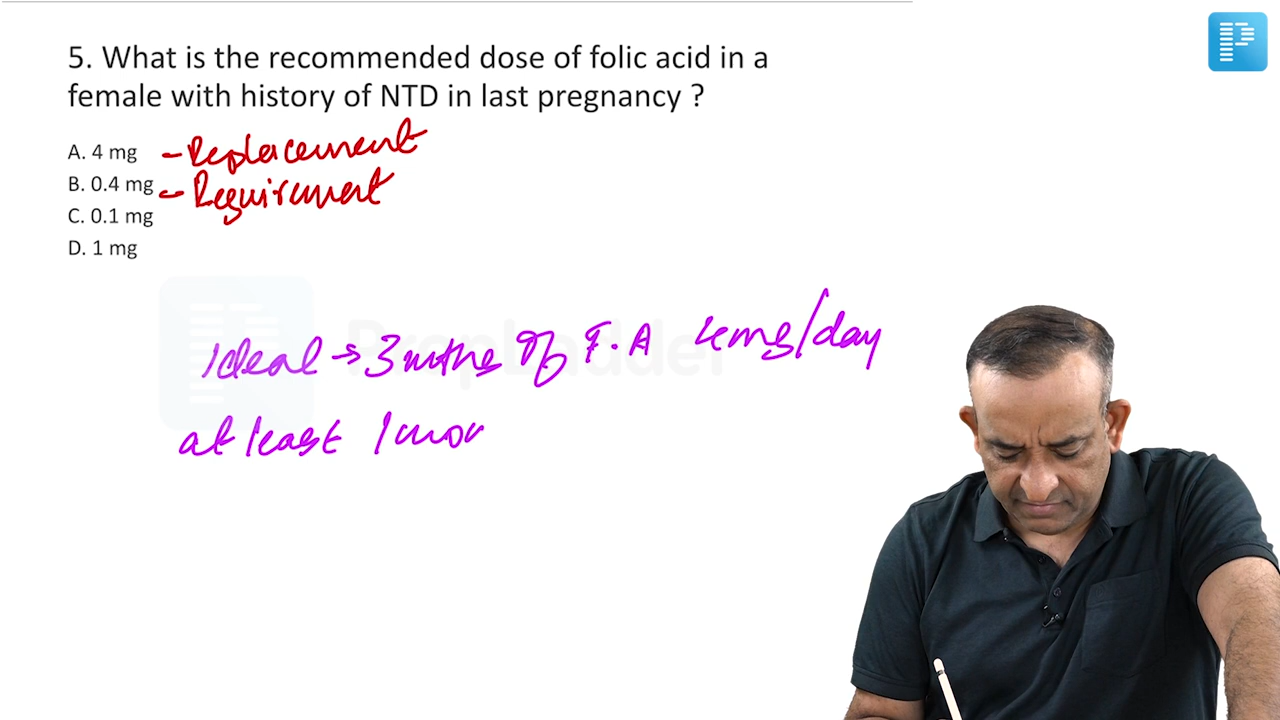 5. What is the recommended dose of folic acid in a
female with history of NTD in last pregnancy ?
A. 4 mg – Replacement
B. 0.4 mg – Requirement
C. 0.1 mg
D. 1 mg
Ideal → 3 mths of F.A 4mg/day
at least 1 mon